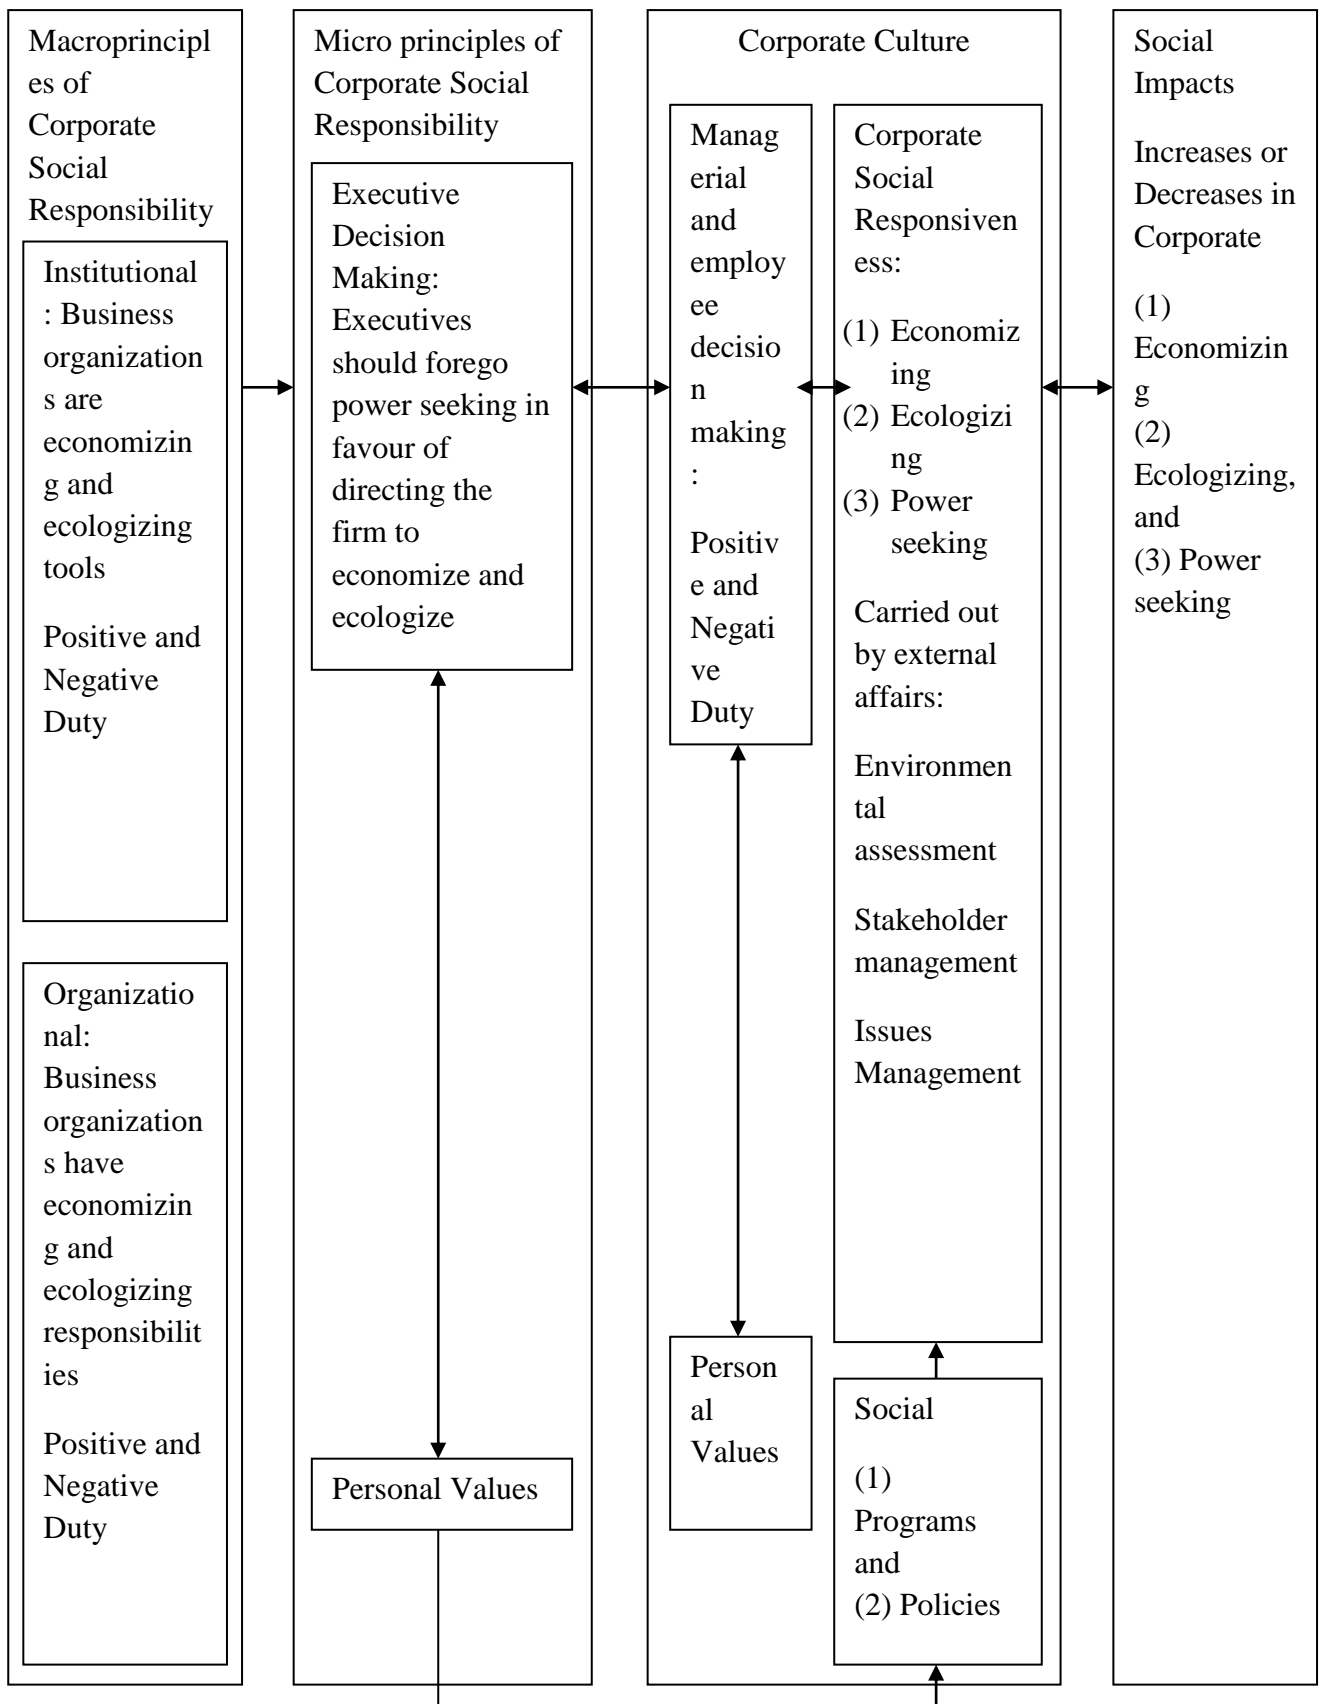 Macroprincipl
es of
Corporate
Social
Responsibility
Institutional
: Business
organization
s are
economizin
g and
ecologizing
tools
Positive and
Negative
Duty
Organizatio
nal:
Business
organization
s have
economizin
g and
ecologizing
responsibilit
ies
Positive and
Negative
Duty
Micro principles of
Corporate Social
Responsibility
Executive
Decision
Making:
Executives
should forego
power seeking in
favour of
directing the
firm to
economize and
ecologize
Personal Values
Corporate Culture
Manag
erial
and
employ
ee
decisio
n
making
:
Positiv
e and
Negati
ve
Duty
Person
al
Values
Corporate
Social
Responsiven
ess:
(1) Economiz
ing
(2) Ecologizi
ng
(3) Power
seeking
Carried out
by external
affairs:
Environmen
tal
assessment
Stakeholder
management
Issues
Management
Social
(1)
Programs
and
(2) Policies
Social
Impacts
Increases or
Decreases in
Corporate
(1)
Economizin
g
(2)
Ecologizing,
and
(3) Power
seeking